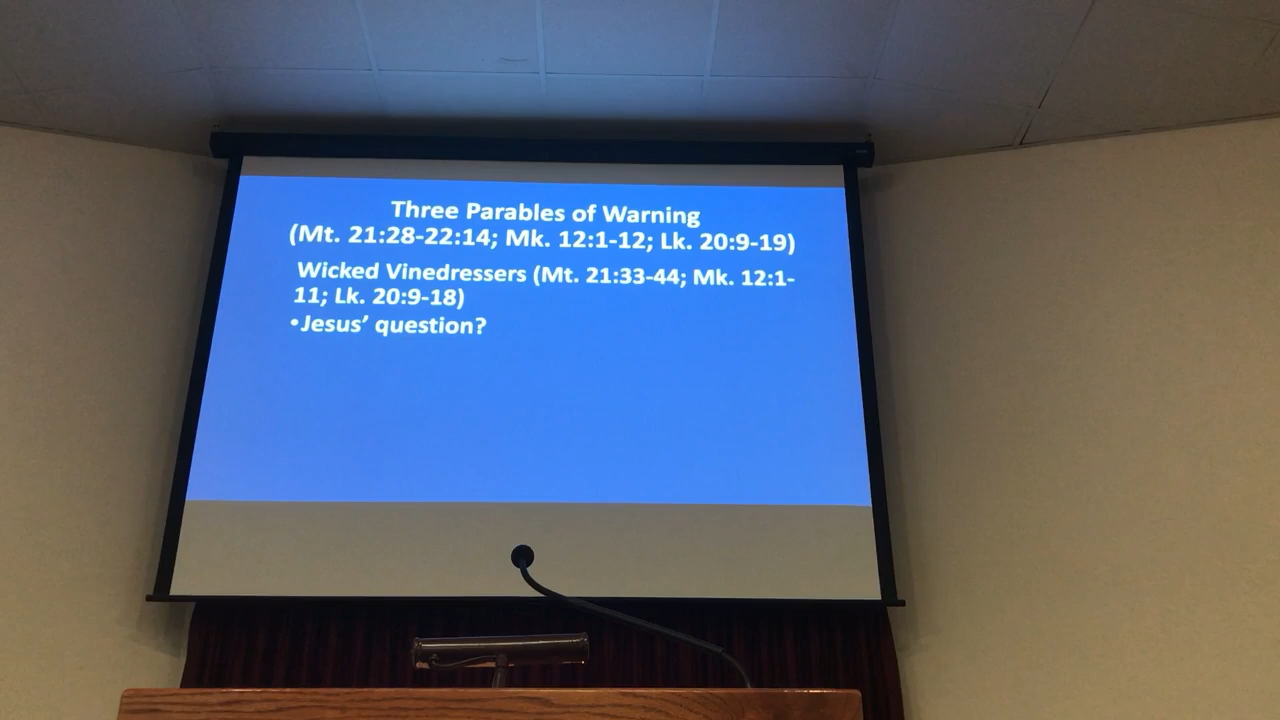 Three Parables of Warning
(Mt. 21:28-22:14; Mk. 12:1-12; Lk. 20:9-19)
Wicked Vinedressers (Mt. 21:33-44; Mk. 12:1-
11; Lk. 20:9-18)
•Jesus’ question?